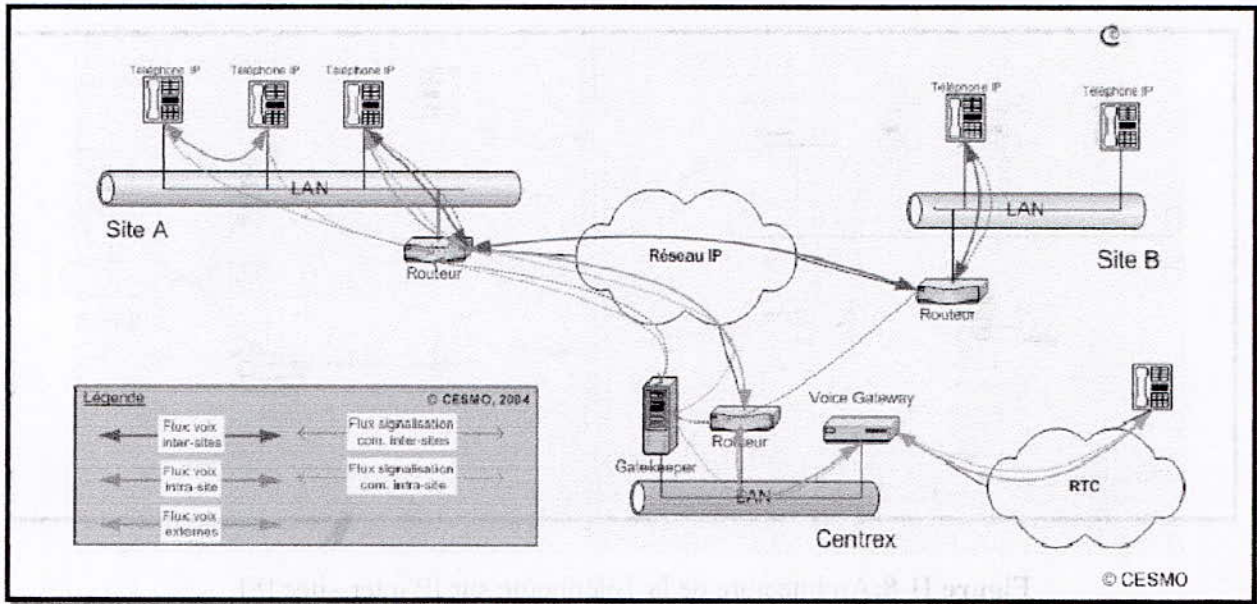 Téléphone IP Téléphone IP Téléphone IP
Téléphone IP
Téléphone IP
LAN
LAN
Site A
Site B
Réseau IP
Routeur
Routeur
Légende
© CESMO, 2004
Flux voix
inter-sites
Flux signalisation
com. inter-sites
Flux voix
intra-site
Flux signalisation
com. intra-site
Flux voix
externes
Voice Gateway
Routeur
Gatekeeper
LAN
RTC
Centrex
© CESMO